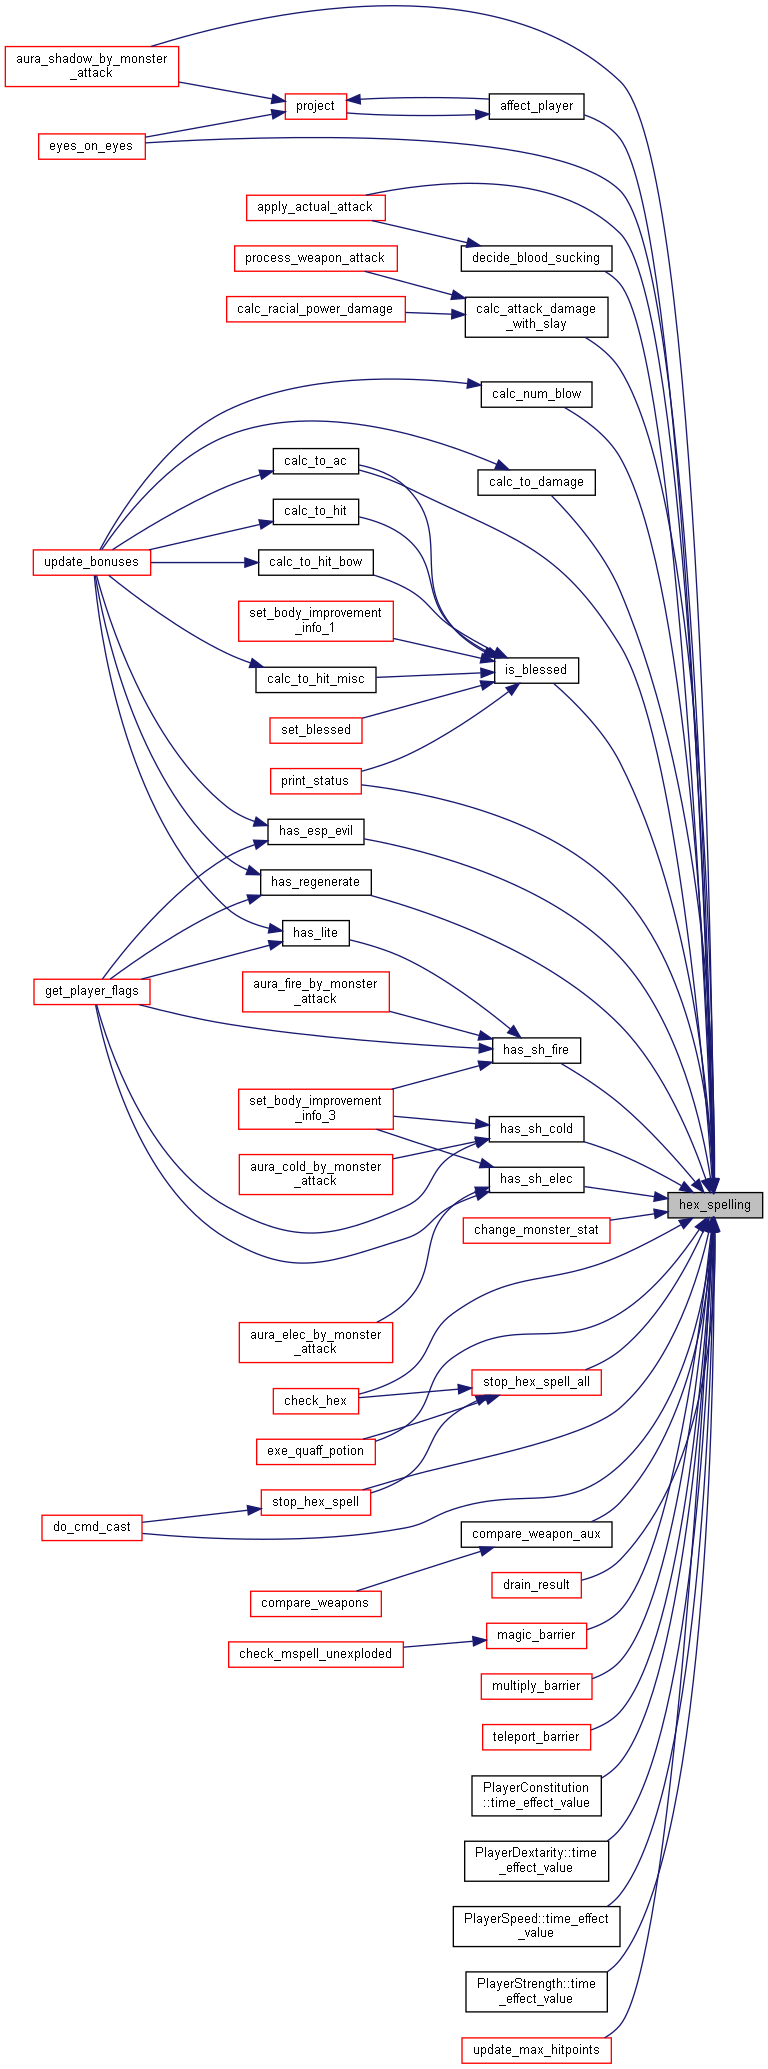 aura_shadow_by_monster
_attack
project
affect_player
eyes_on_eyes
apply_actual_attack
process_weapon_attack
decide_blood_sucking
calc_racial_power_damage
calc_attack_damage
_with_slay
calc_num_blow
calc_to_ac
calc_to_damage
calc_to_hit
update_bonuses
calc_to_hit_bow
set_body_improvement
_info_1
is_blessed
calc_to_hit_misc
set_blessed
print_status
has_esp_evil
has_regenerate
has_lite
get_player_flags
aura_fire_by_monster
_attack
has_sh_fire
set_body_improvement
_info_3
has_sh_cold
aura_cold_by_monster
_attack
has_sh_elec
hex_spelling
change_monster_stat
aura_elec_by_monster
_attack
stop_hex_spell_all
check_hex
exe_quaff_potion
stop_hex_spell
do_cmd_cast
compare_weapon_aux
drain_result
compare_weapons
magic_barrier
check_mspell_unexploded
multiply_barrier
teleport_barrier
PlayerConstitution
::time_effect_value
PlayerDextarity::time
_effect_value
PlayerSpeed::time_effect
_value
PlayerStrength::time
_effect_value
update_max_hitpoints